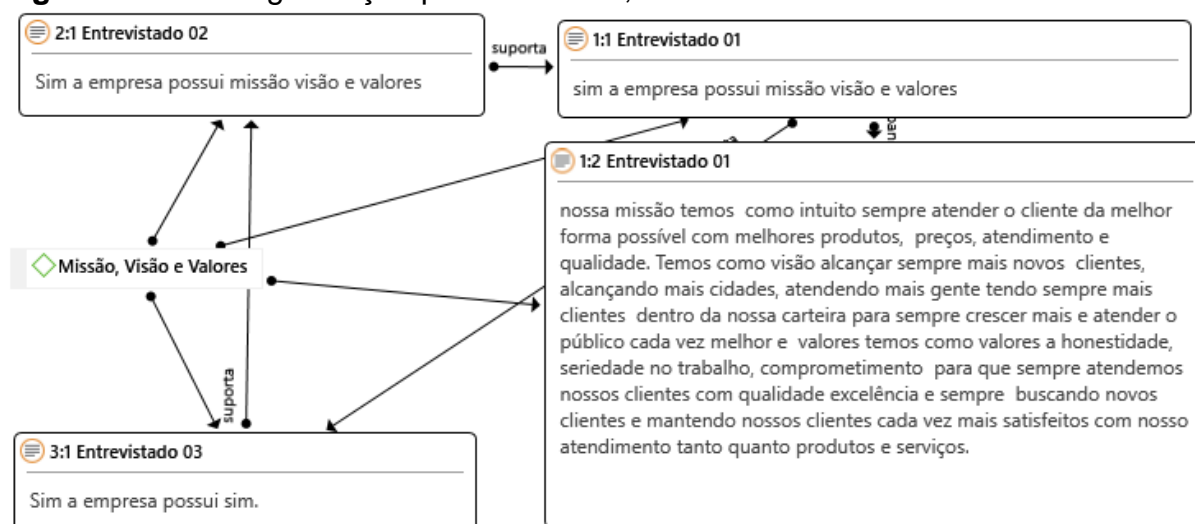 2:1 Entrevistado 02
Sim a empresa possui missão visão e valores
suporta
1:1 Entrevistado 01
sim a empresa possui missão visão e valores
1:2 Entrevistado 01
nossa missão temos como intuito sempre atender o cliente da melhor
forma possível com melhores produtos, preços, atendimento e
qualidade. Temos como visão alcançar sempre mais novos clientes,
alcançando mais cidades, atendendo mais gente tendo sempre mais
clientes dentro da nossa carteira para sempre crescer mais e atender o
público cada vez melhor e valores temos como valores a honestidade,
seriedade no trabalho, comprometimento para que sempre atendemos
nossos clientes com qualidade excelência e sempre buscando novos
clientes e mantendo nossos clientes cada vez mais satisfeitos com nosso
atendimento tanto quanto produtos e serviços.
Missão, Visão e Valores
suporta
3:1 Entrevistado 03
Sim a empresa possui sim.